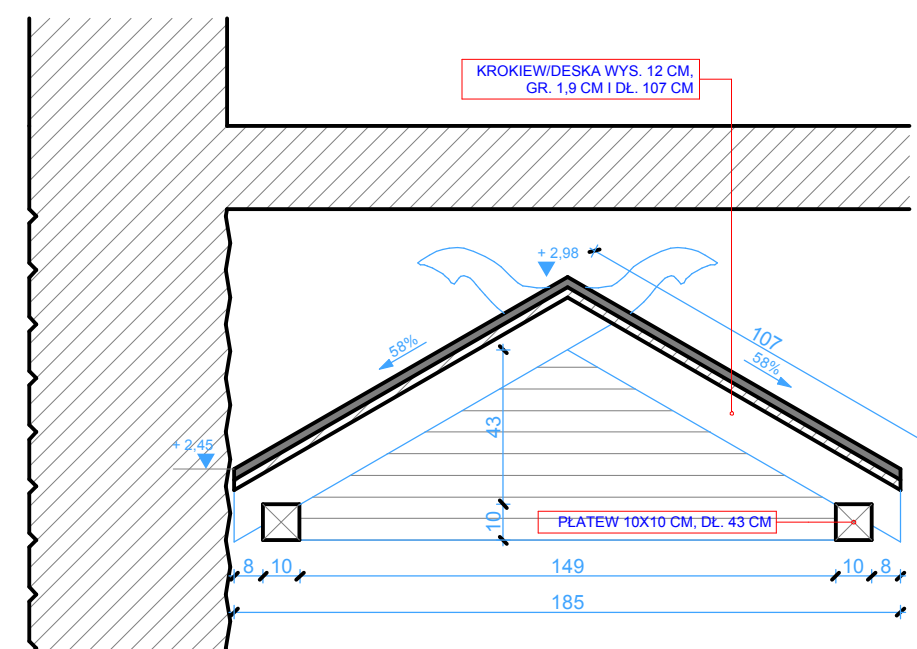 KROKIEW/DESKA WYS. 12 CM,
GR. 1,9 CM I DŁ. 107 CM
+ 2,98
107
58%
58%
+ 2,45
43
10
PŁATEW 10X10 CM, DŁ. 43 CM
8 10 149 10 8
185